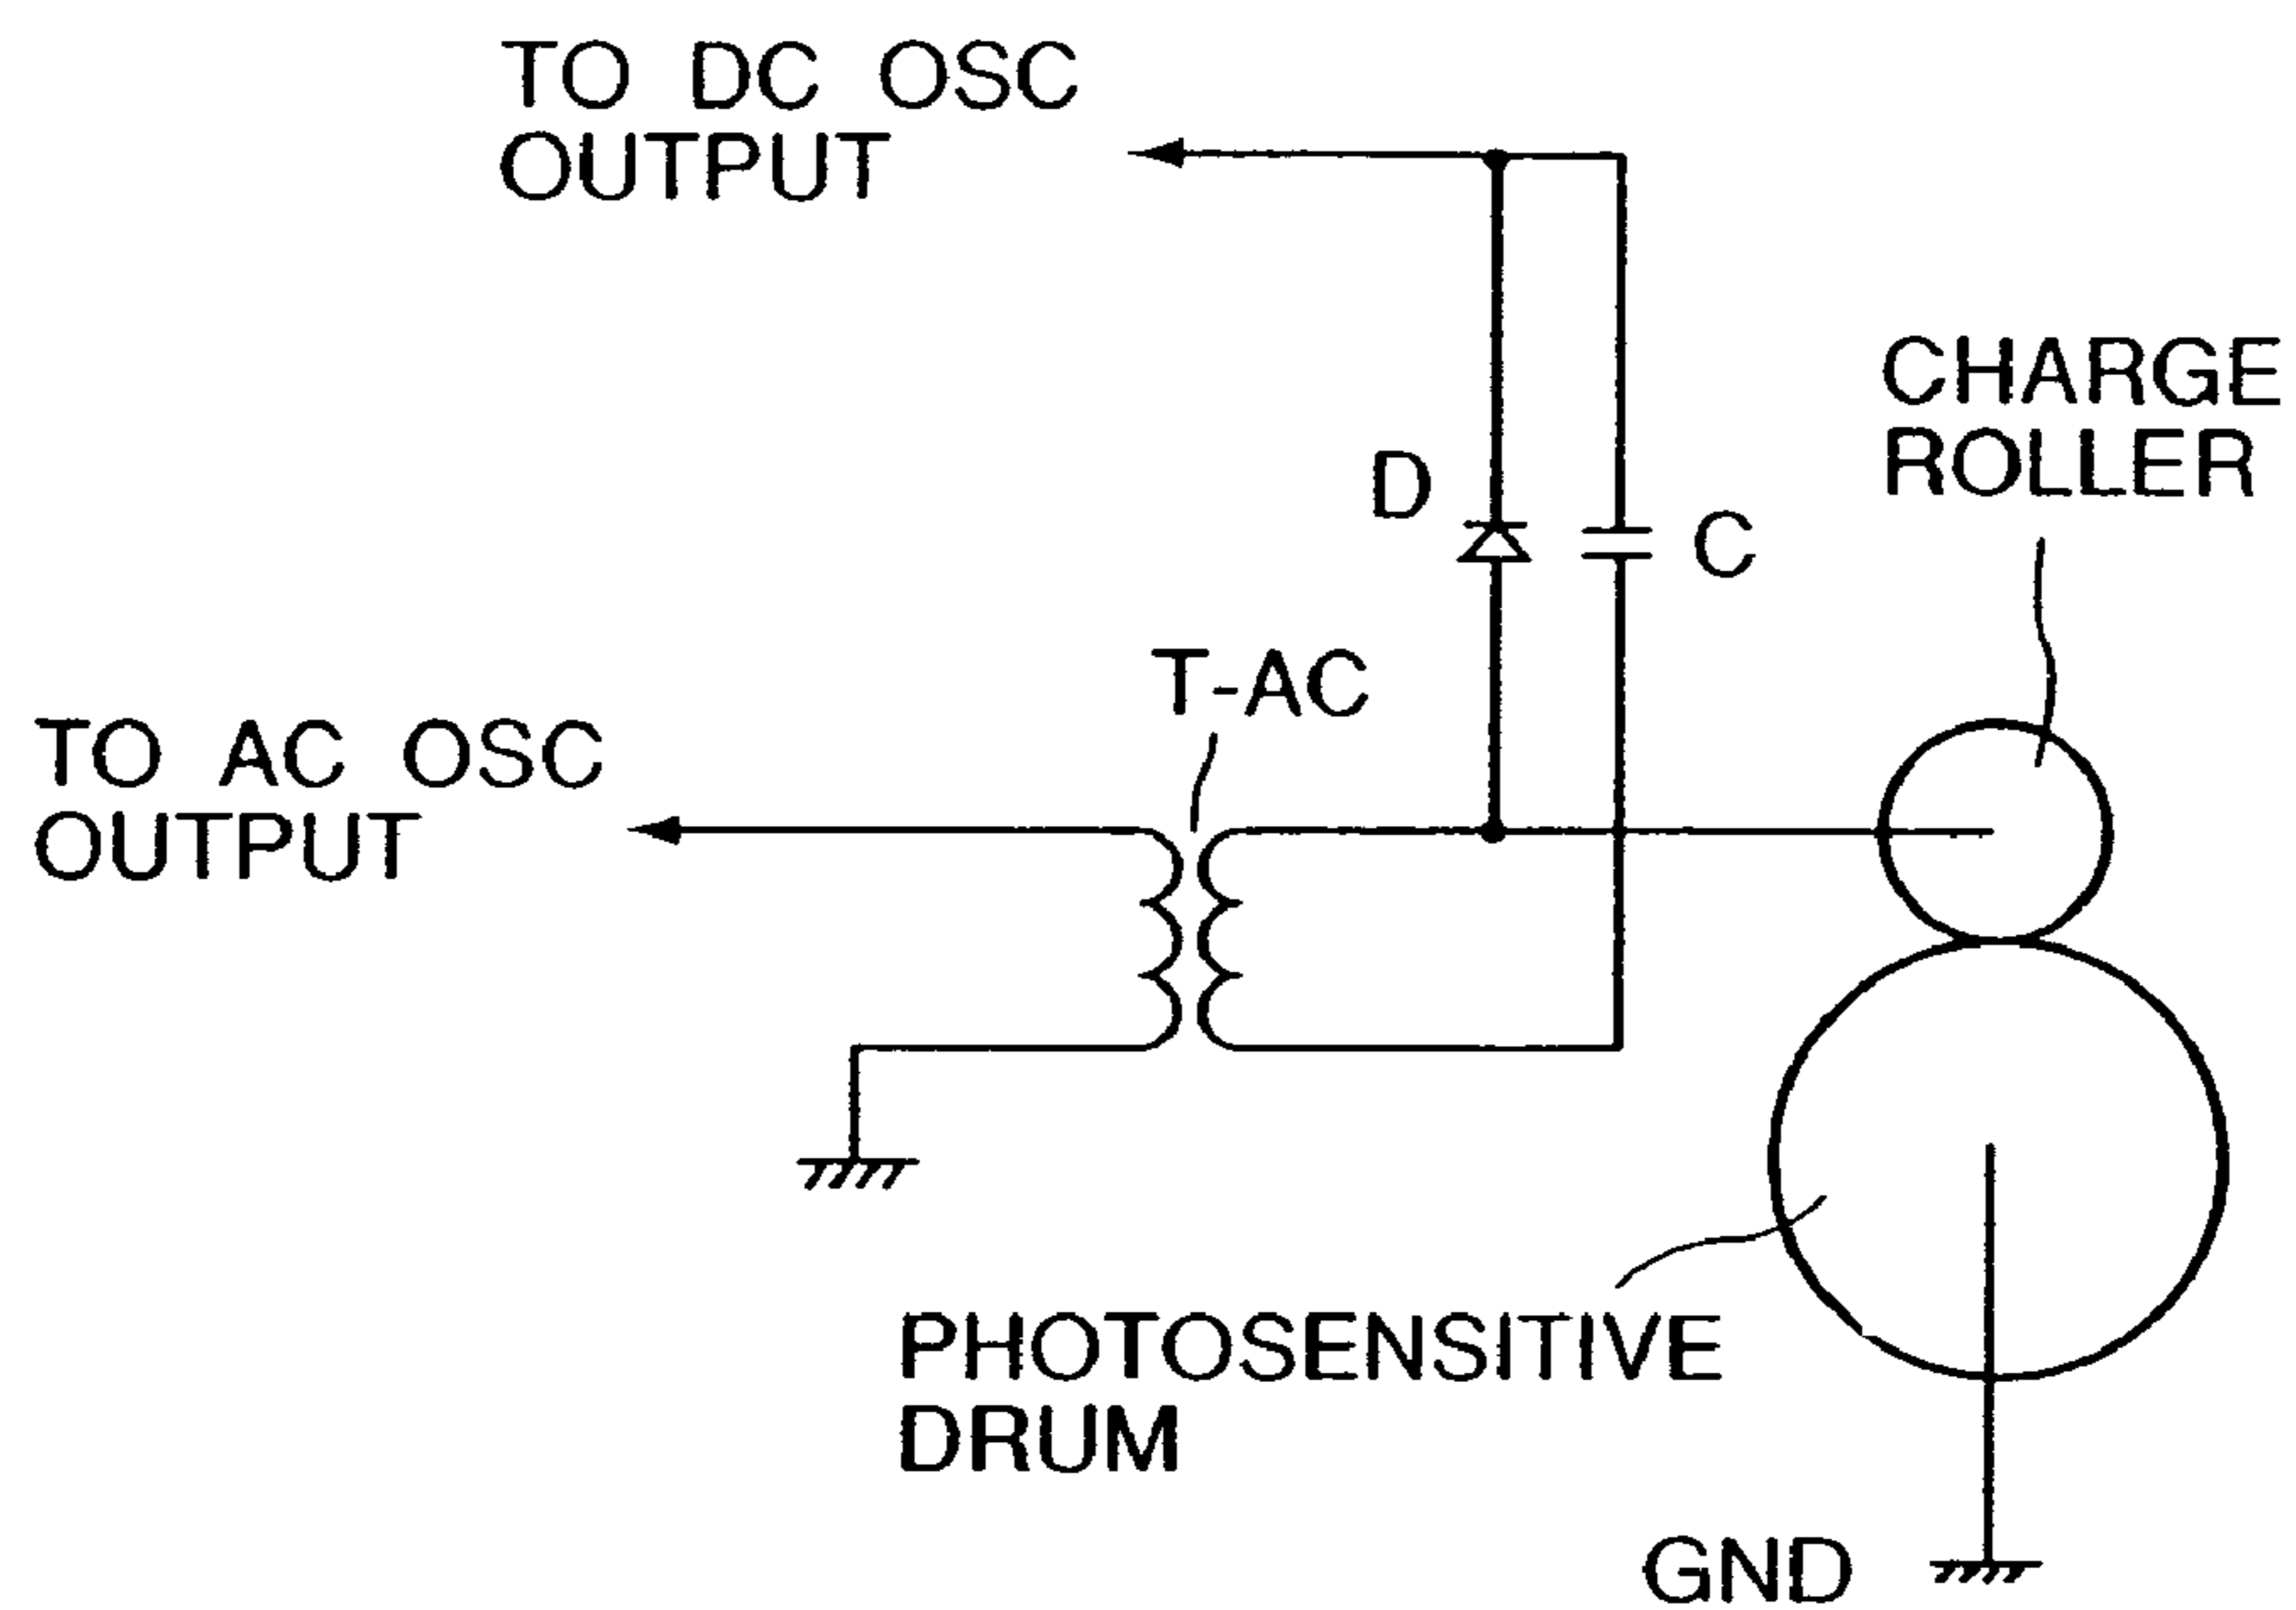 TO DC OSC
OUTPUT
CHARGE
ROLLER
D
C
T-AC
TO AC OSC
OUTPUT
PHOTOSENSITIVE
DRUM
GND